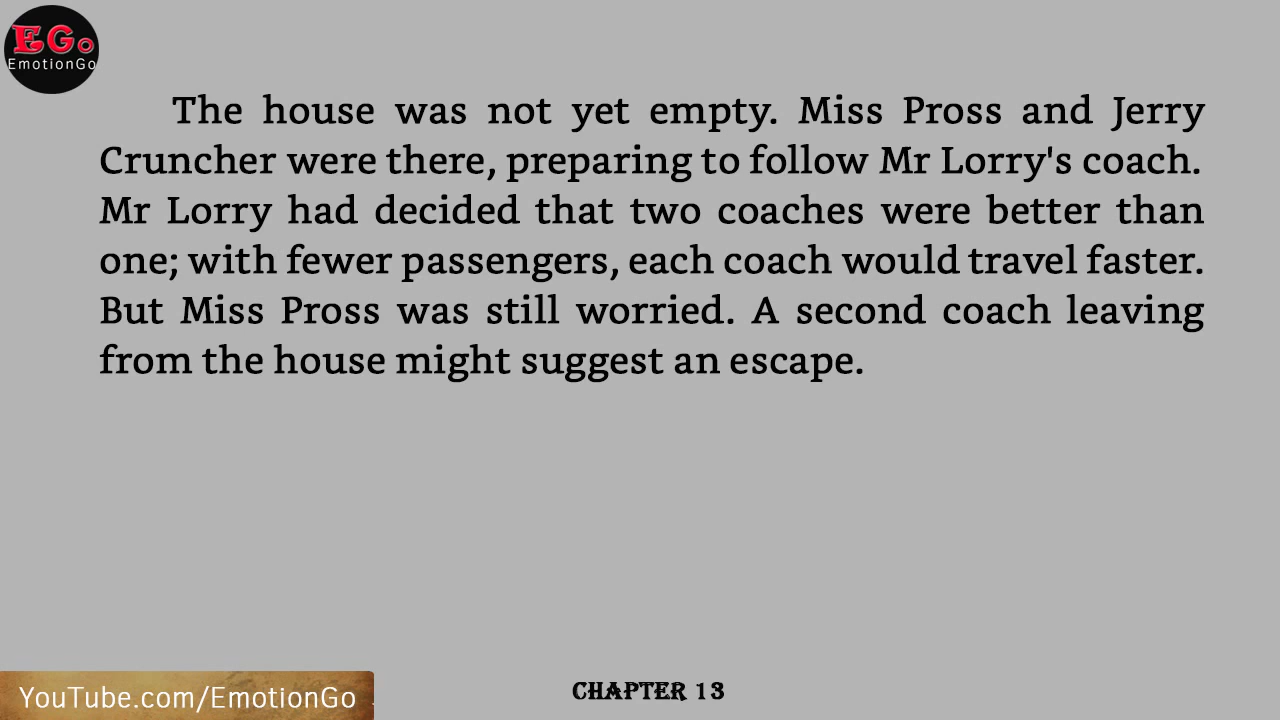 EGo
EmotionGo
The house was not yet empty. Miss Pross and Jerry
Cruncher were there, preparing to follow Mr Lorry's coach.
Mr Lorry had decided that two coaches were better than
one; with fewer passengers, each coach would travel faster.
But Miss Pross was still worried. A second coach leaving
from the house might suggest an escape.
YouTube.com/EmotionGo
CHAPTER 13